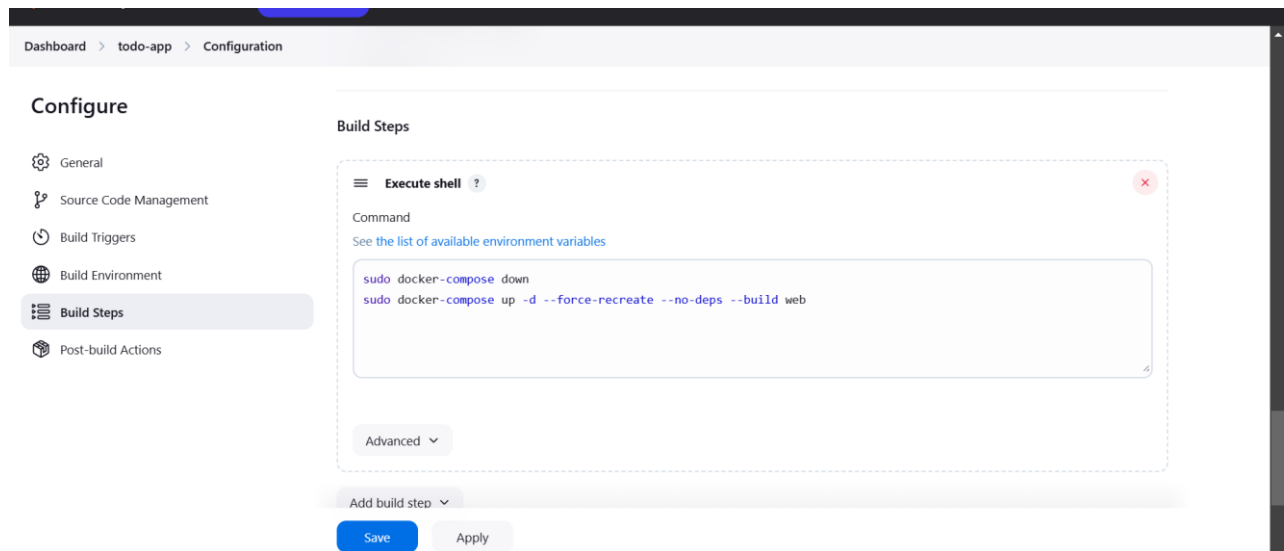 Dashboard > todo-app > Configuration
Configure
General
Source Code Management
Build Triggers
Build Environment
Build Steps
Post-build Actions
Build Steps
Execute shell ?
Command
See the list of available environment variables
sudo docker-compose down
sudo docker-compose up -d --force-recreate --no-deps --build web
Advanced
Add build step
Save
Apply